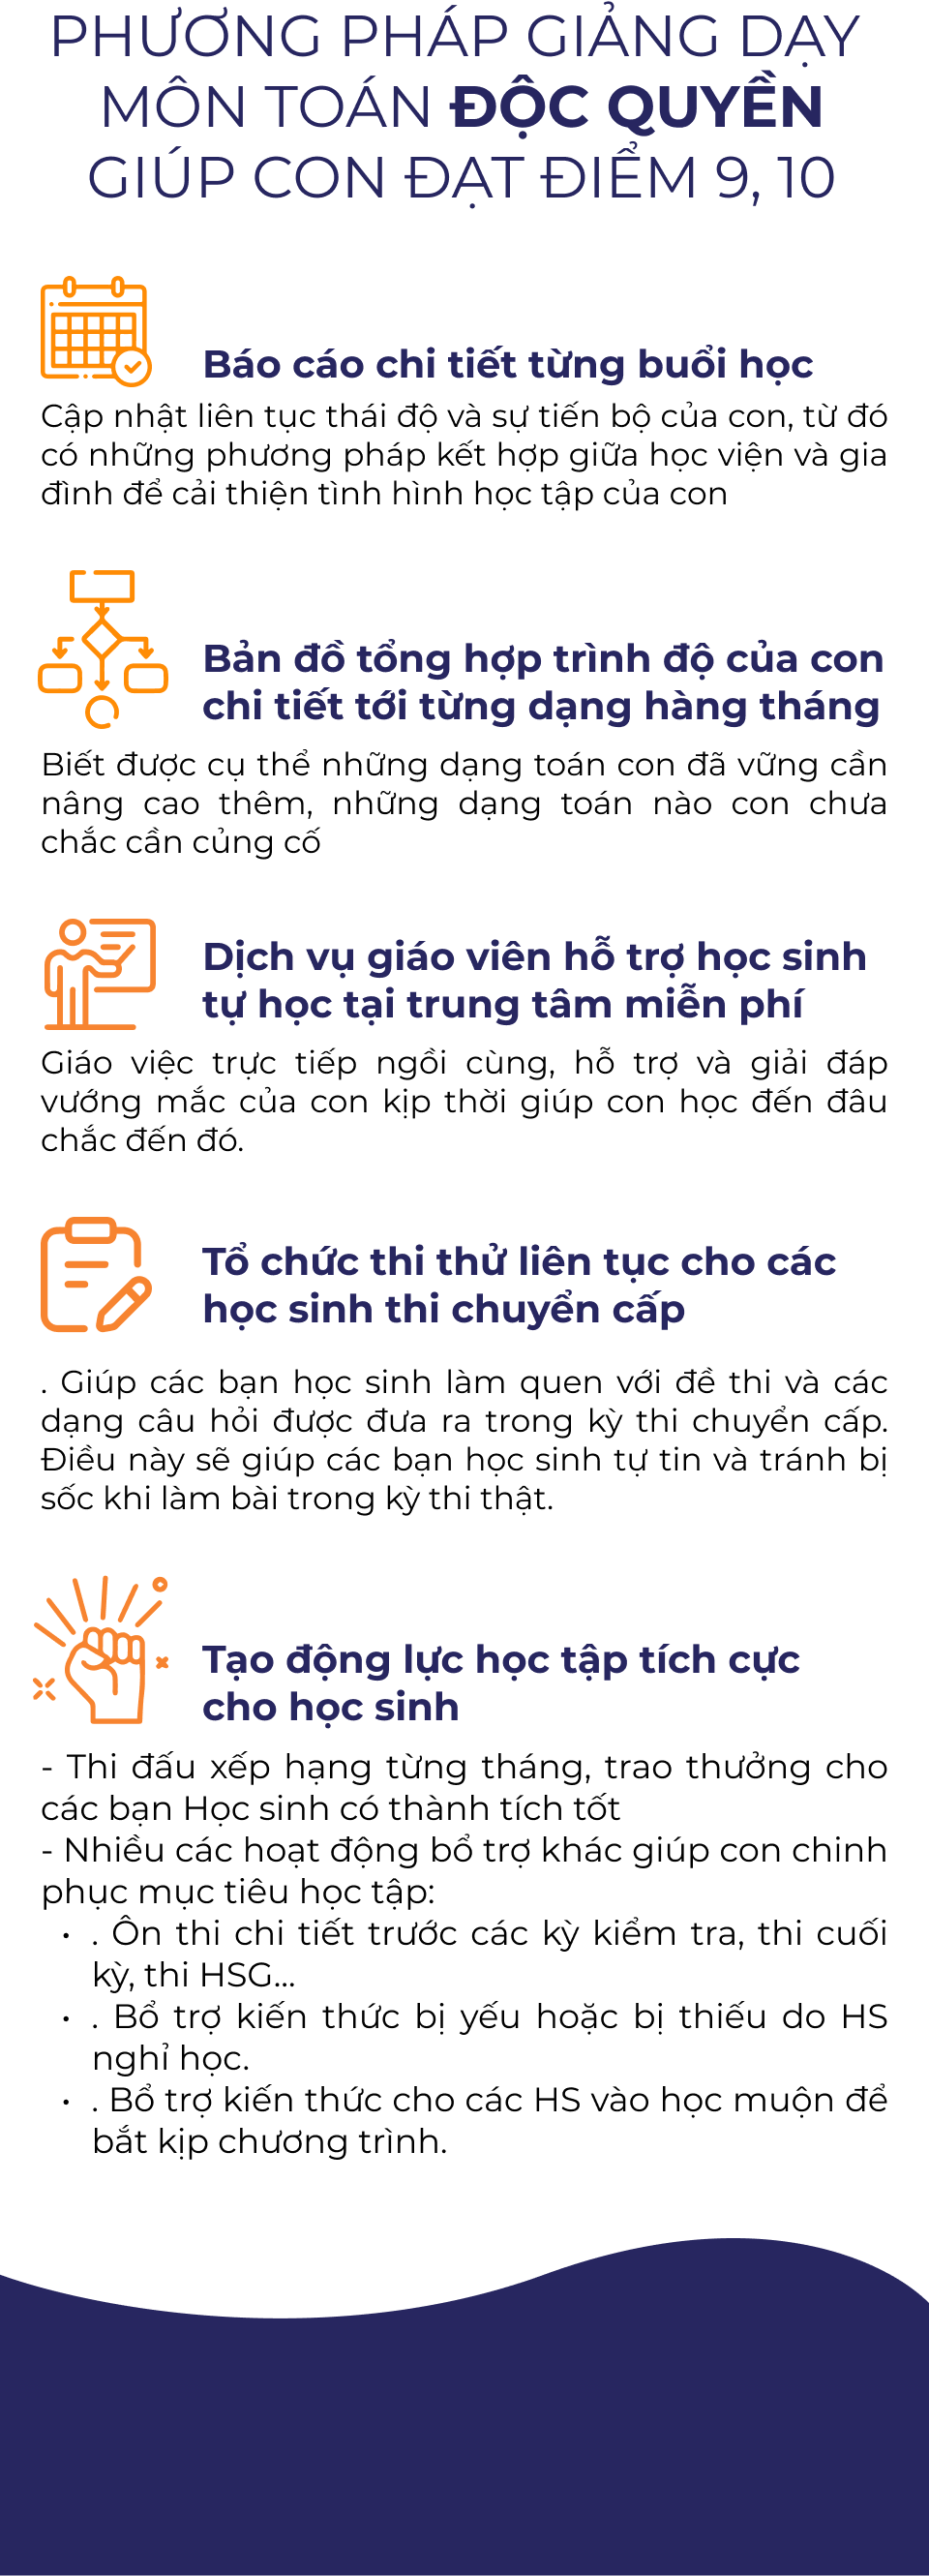 PHƯƠNG PHÁP GIẢNG DẠY
MÔN TOÁN ĐỘC QUYỀN
GIÚP CON ĐẠT ĐIỂM 9, 10
Báo cáo chi tiết từng buổi học
Cập nhật liên tục thái độ và sự tiến bộ của con, từ đó
có những phương pháp kết hợp giữa học viện và gia
đình để cải thiện tình hình học tập của con
Bản đồ tổng hợp trình độ của con
chi tiết tới từng dạng hàng tháng
Biết được cụ thể những dạng toán con đã vững cần
nâng cao thêm, những dạng toán nào con chưa
chắc cần củng cố
Dịch vụ giáo viên hỗ trợ học sinh
tự học tại trung tâm miễn phí
Giáo việc trực tiếp ngồi cùng, hỗ trợ và giải đáp
vướng mắc của con kịp thời giúp con học đến đâu
chắc đến đó.
Tổ chức thi thử liên tục cho các
học sinh thi chuyển cấp
. Giúp các bạn học sinh làm quen với đề thi và các
dạng câu hỏi được đưa ra trong kỳ thi chuyển cấp.
Điều này sẽ giúp các bạn học sinh tự tin và tránh bị
sốc khi làm bài trong kỳ thi thật.
Tạo động lực học tập tích cực
cho học sinh
- Thi đấu xếp hạng từng tháng, trao thưởng cho
các bạn Học sinh có thành tích tốt
- Nhiều các hoạt động bổ trợ khác giúp con chinh
phục mục tiêu học tập:
• . Ôn thi chi tiết trước các kỳ kiểm tra, thi cuối
kỳ, thi HSG...
• . Bổ trợ kiến thức bị yếu hoặc bị thiếu do HS
nghỉ học.
• . Bổ trợ kiến thức cho các HS vào học muộn để
bắt kịp chương trình.